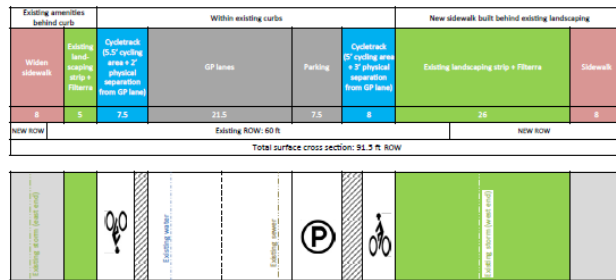 Existing amenities
behind curb
Within existing curbs
New sidewalk built behind existing landscaping
Widen
sidewalk
Existing
land-
scaping
strip +
Filterra
Cycletrack
(5.5' cycling
area + 2'
physical
separation
from GP lane)
GP lanes
Parking
Cycletrack
(5' cycling
area + 3' physical
separation
from GP lane)
Existing landscaping strip + Filterra
Sidewalk
8
5
7.5
21.5
7.5
8
26
8
NEW ROW
Existing ROW: 60 ft
NEW ROW
Total surface cross section: 91.5 ft ROW
Existing storm (east end)
Existing water
Existing sewer
P
Existing storm (west end)